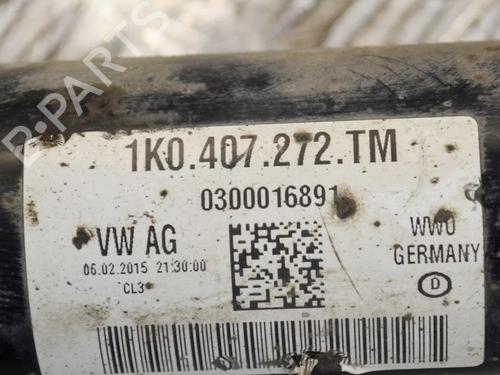 B-PARTS
1K0.407.272.TM
0300016891
VW AG
06.02.2015 21:30:00
CL3
WWO
GERMANY
D